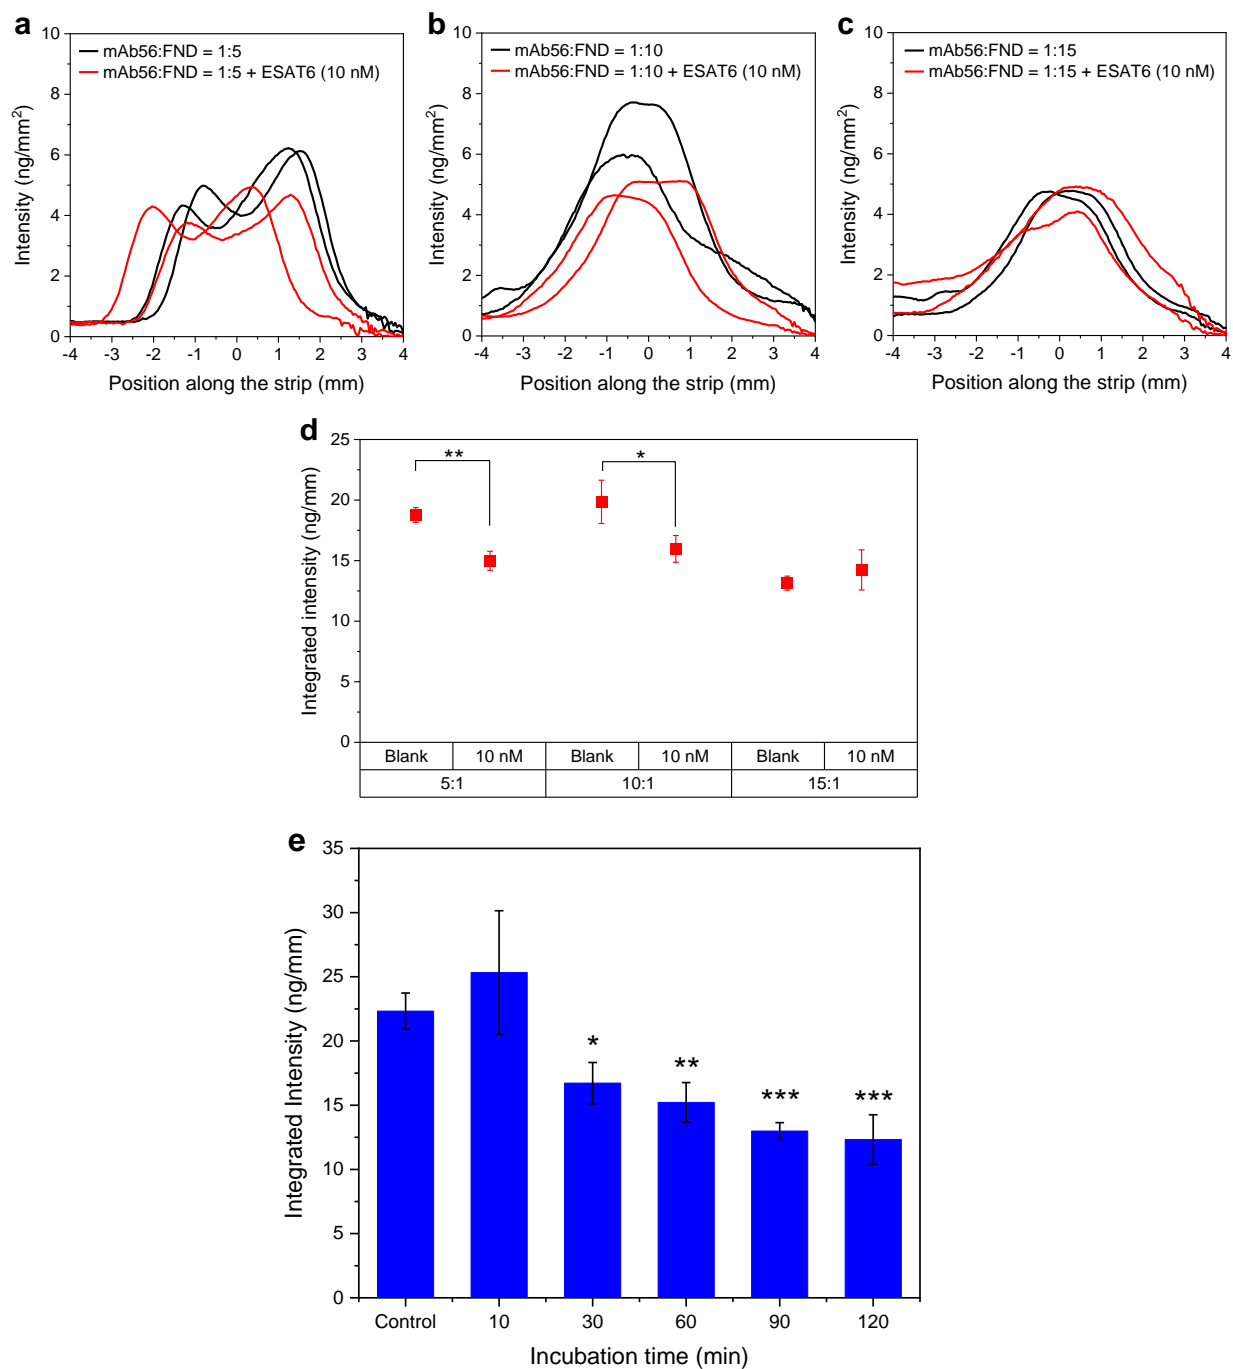 a
mAb56:FND = 1:5
mAb56:FND = 1:5 + ESAT6 (10 nM)
Intensity (ng/mm²)
10
8
6
4
2
0
-4 -3 -2 -1 0 1 2 3 4
Position along the strip (mm)
b
mAb56:FND = 1:10
mAb56:FND = 1:10 + ESAT6 (10 nM)
Intensity (ng/mm²)
10
8
6
4
2
0
-4 -3 -2 -1 0 1 2 3 4
Position along the strip (mm)
c
mAb56:FND = 1:15
mAb56:FND = 1:15 + ESAT6 (10 nM)
Intensity (ng/mm²)
10
8
6
4
2
0
-4 -3 -2 -1 0 1 2 3 4
Position along the strip (mm)
d
Integrated intensity (ng/mm)
25
20
15
10
5
0
** *
Blank 10 nM Blank 10 nM Blank 10 nM
5:1 10:1 15:1
e
Integrated Intensity (ng/mm)
35
30
25
20
15
10
5
0
* ** *** ***
Control 10 30 60 90 120
Incubation time (min)